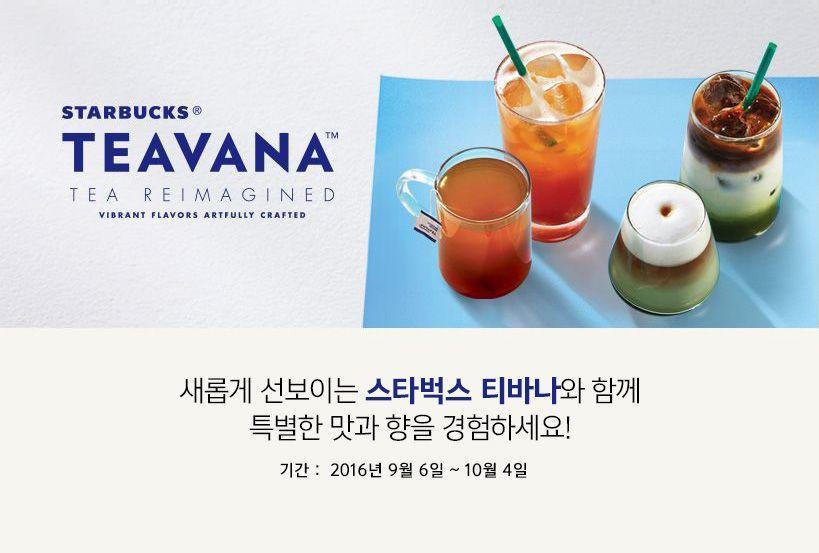 STARBUCKS®
TEAVANA™
TEA REIMAGINED
VIBRANT FLAVORS ARTFULLY CRAFTED
새롭게 선보이는 스타벅스 티바나와 함께
특별한 맛과 향을 경험하세요!
기간 : 2016년 9월 6일 ~ 10월 4일